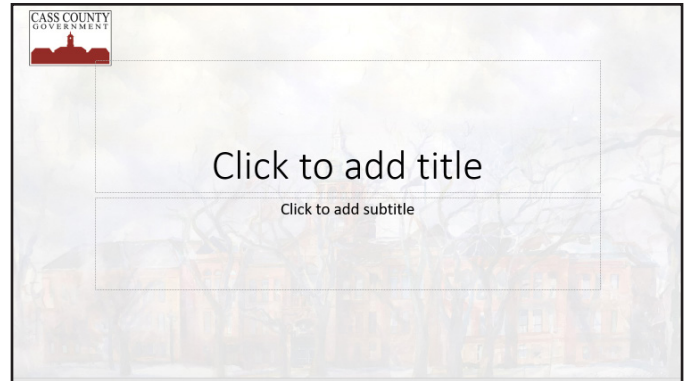 CASS COUNTY
GOVERNMENT
Click to add title
Click to add subtitle